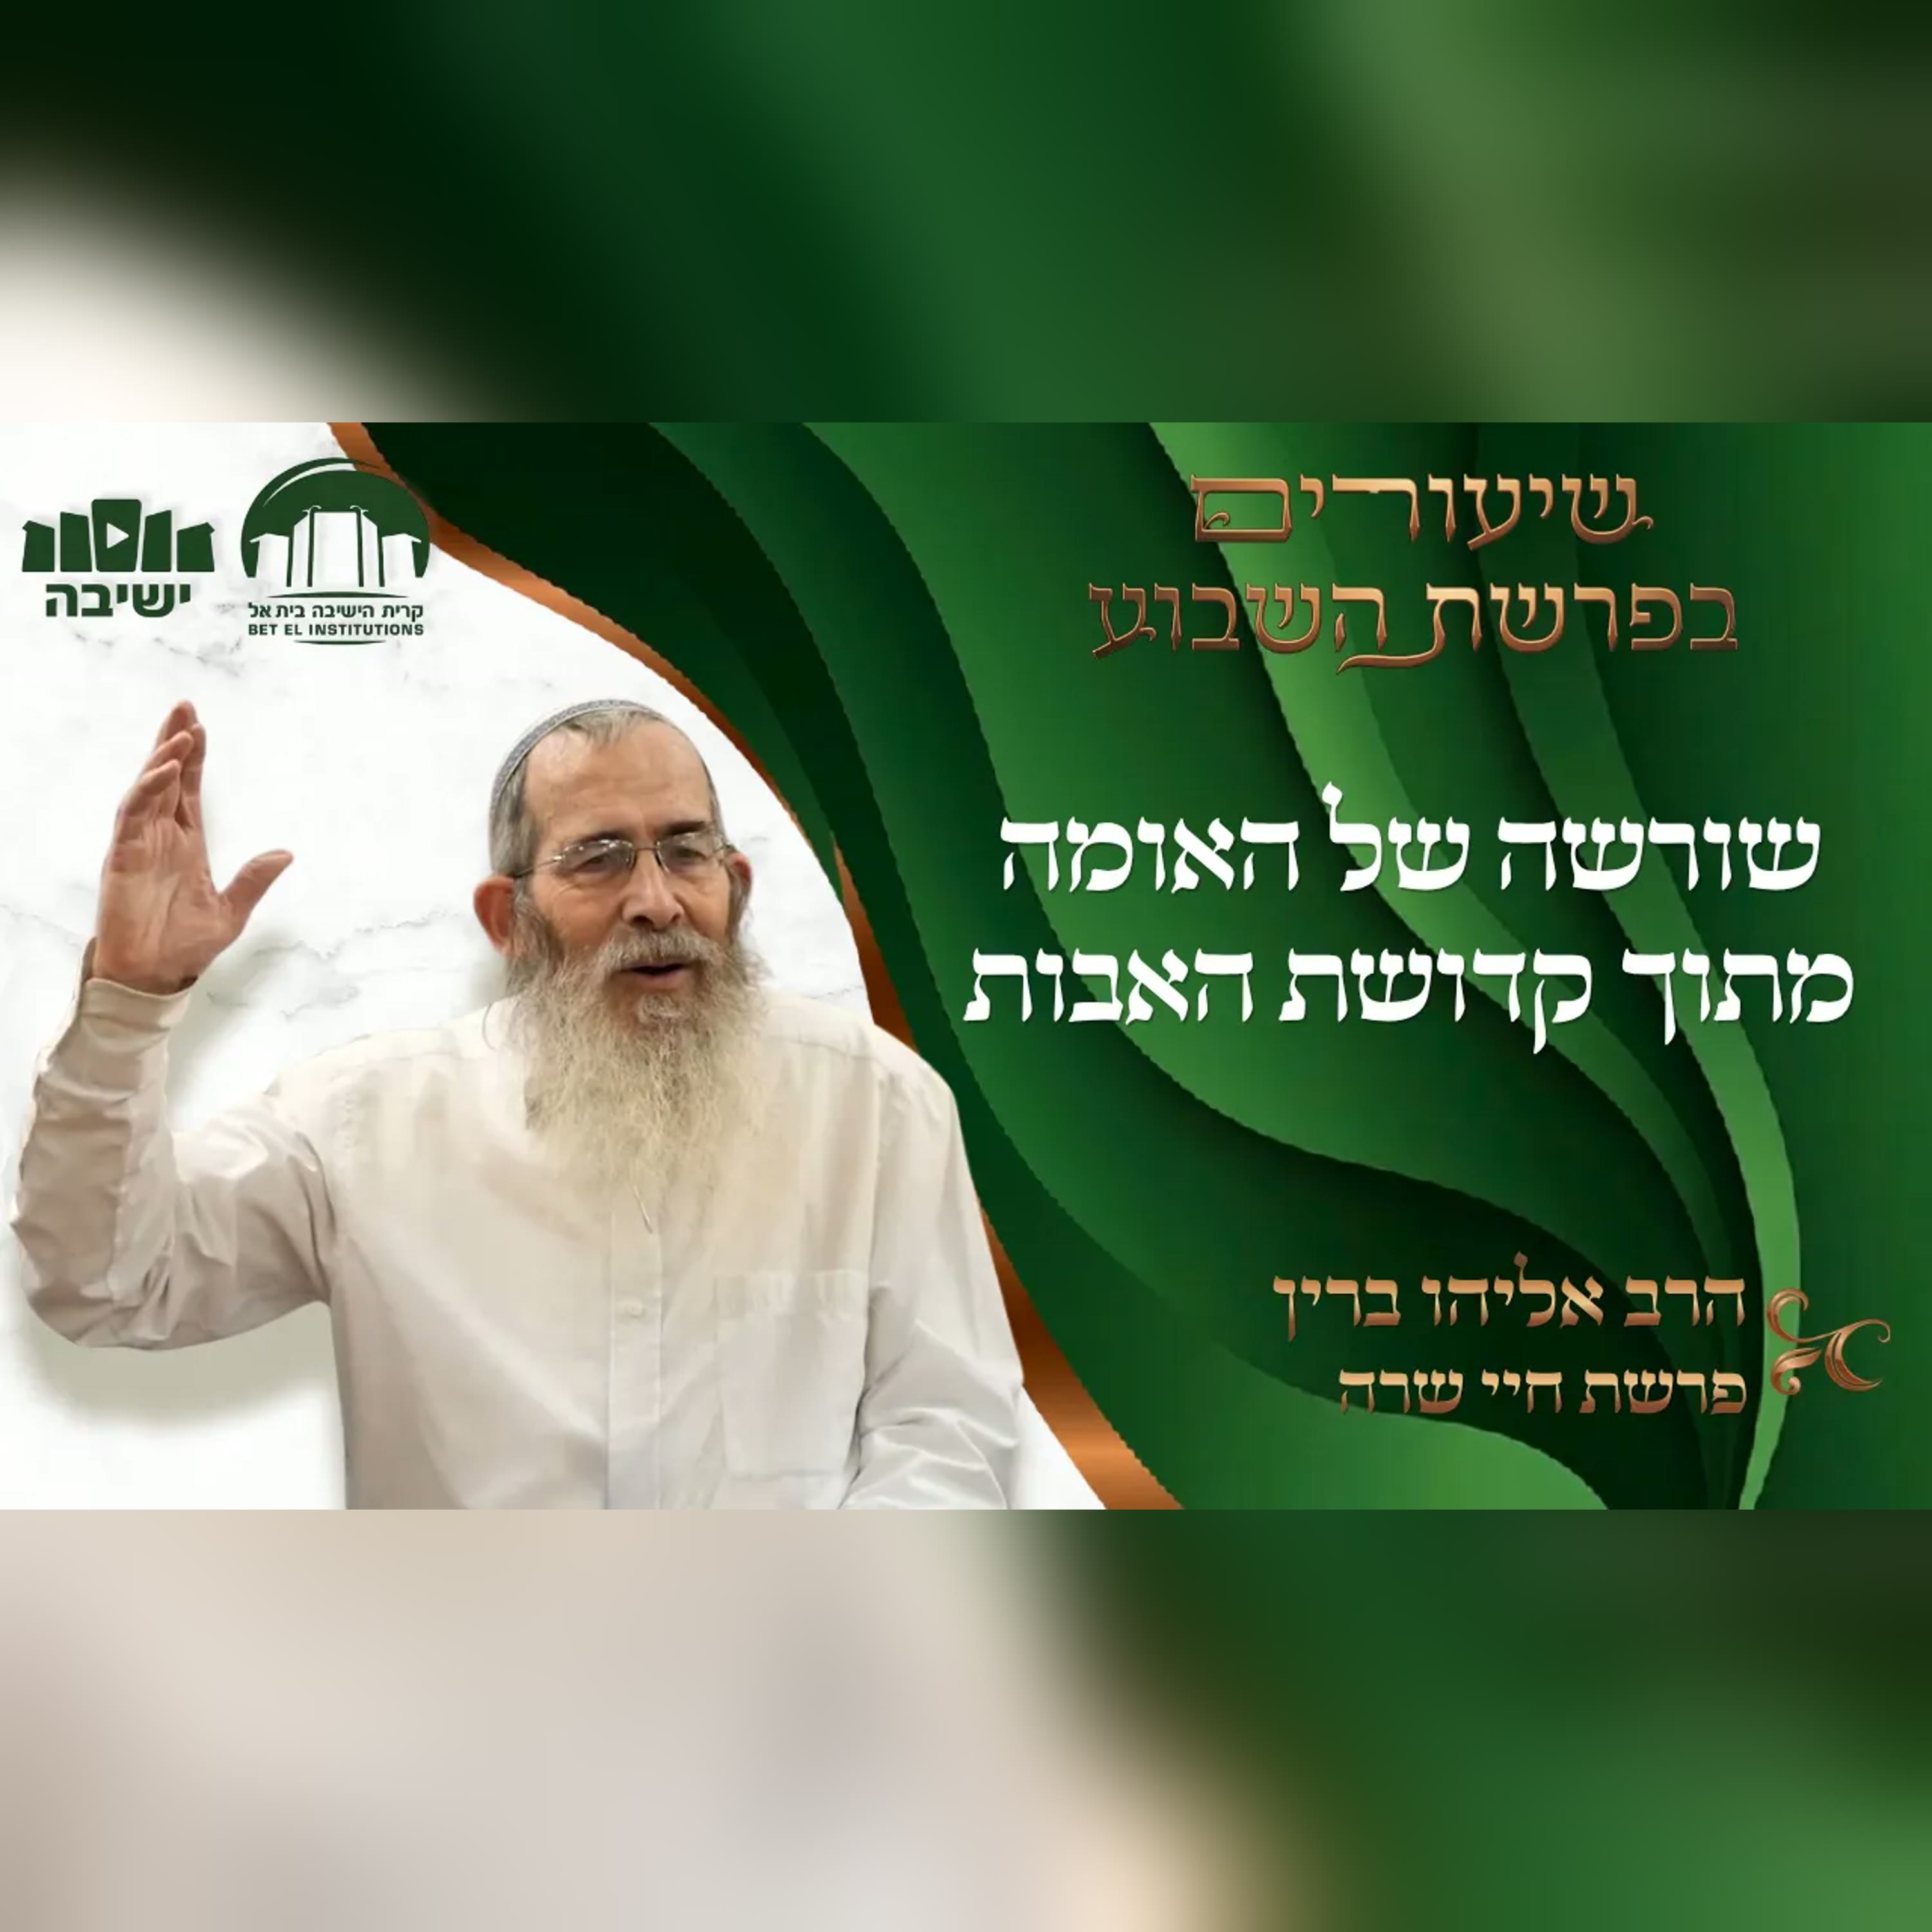 שיעורים
בפרשת השבוע
שורשה של האומה
מתוך קדושת האבות
הרב אליהו ברין
פרשת חיי שרה
קרית הישיבה בית אל
BET EL INSTITUTIONS
ישיבה